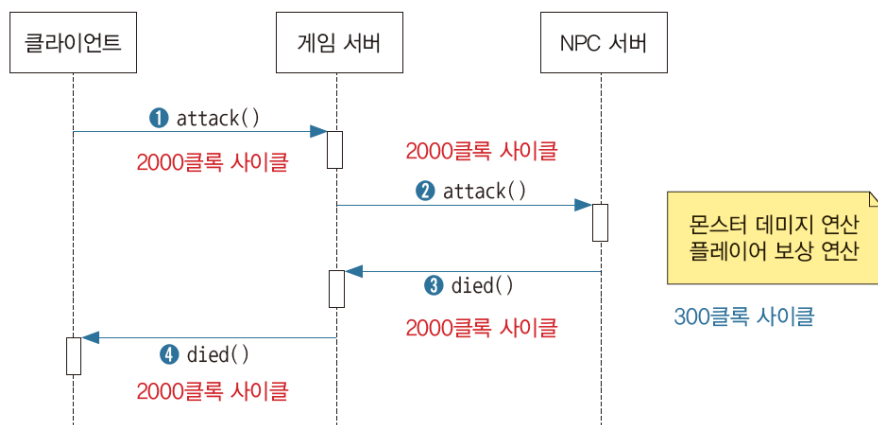 클라이언트
게임 서버
NPC 서버
❶ attack()
2000클록 사이클
2000클록 사이클
❷ attack()
몬스터 데미지 연산
플레이어 보상 연산
❸ died()
2000클록 사이클
300클록 사이클
❹ died()
2000클록 사이클